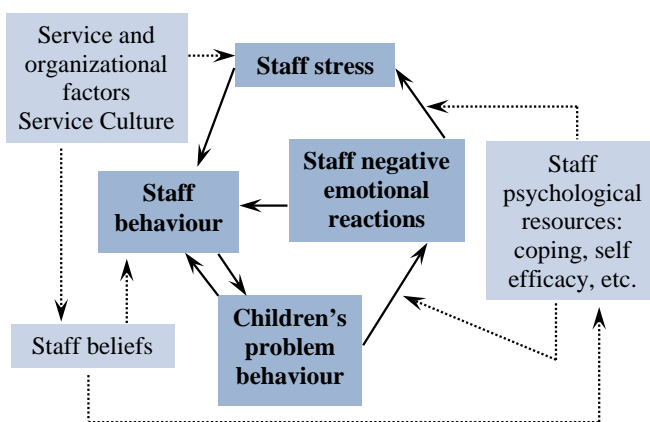 Service and
organizational
factors
Service Culture
Staff stress
Staff negative
emotional
reactions
Staff
behaviour
Staff
psychological
resources:
coping, self
efficacy, etc.
Children's
problem
behaviour
Staff beliefs